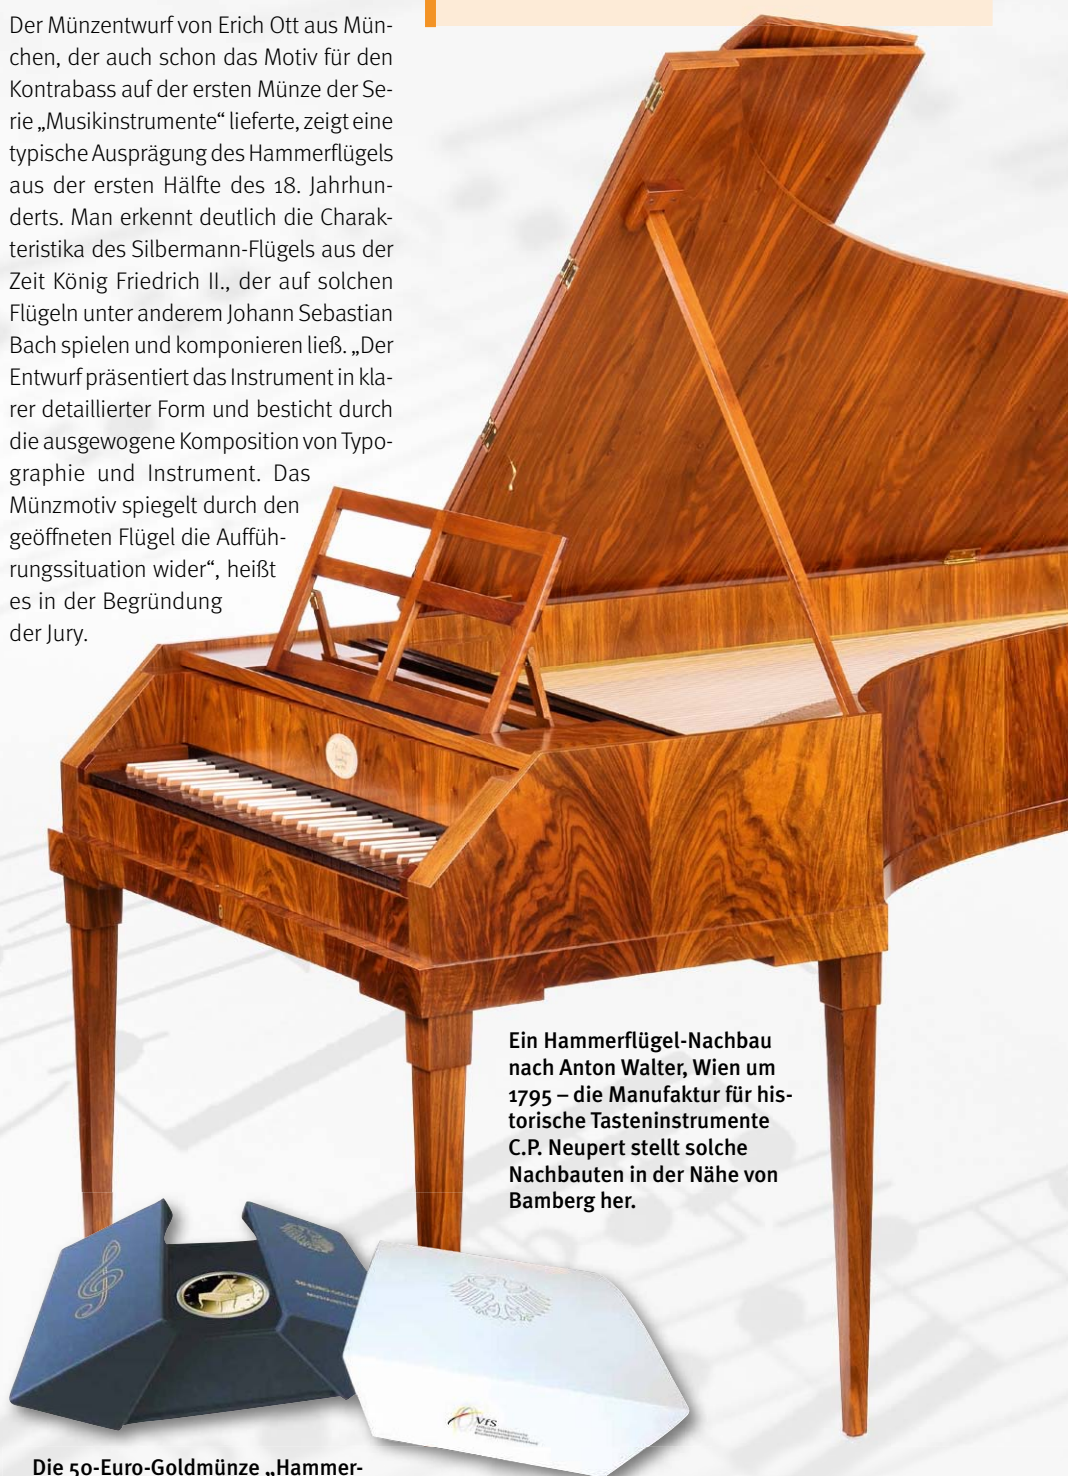 Der Münzentwurf von Erich Ott aus Mün-
chen, der auch schon das Motiv für den
Kontrabass auf der ersten Münze der Se-
rie „Musikinstrumente“ lieferte, zeigt eine
typische Ausprägung des Hammerflügels
aus der ersten Hälfte des 18. Jahrhun-
derts. Man erkennt deutlich die Charak-
teristika des Silbermann-Flügels aus der
Zeit König Friedrich II., der auf solchen
Flügeln unter anderem Johann Sebastian
Bach spielen und komponieren ließ. „Der
Entwurf präsentiert das Instrument in kla-
rer detaillierter Form und besticht durch
die ausgewogene Komposition von Typo-
graphie und Instrument. Das
Münzmotiv spiegelt durch den
geöffneten Flügel die Auffüh-
rungssituation wider“, heißt
es in der Begründung
der Jury.
Ein Hammerflügel-Nachbau
nach Anton Walter, Wien um
1795 – die Manufaktur für his-
torische Tasteninstrumente
C.P. Neupert stellt solche
Nachbauten in der Nähe von
Bamberg her.
VfS
Die 50-Euro-Goldmünze „Hammer-